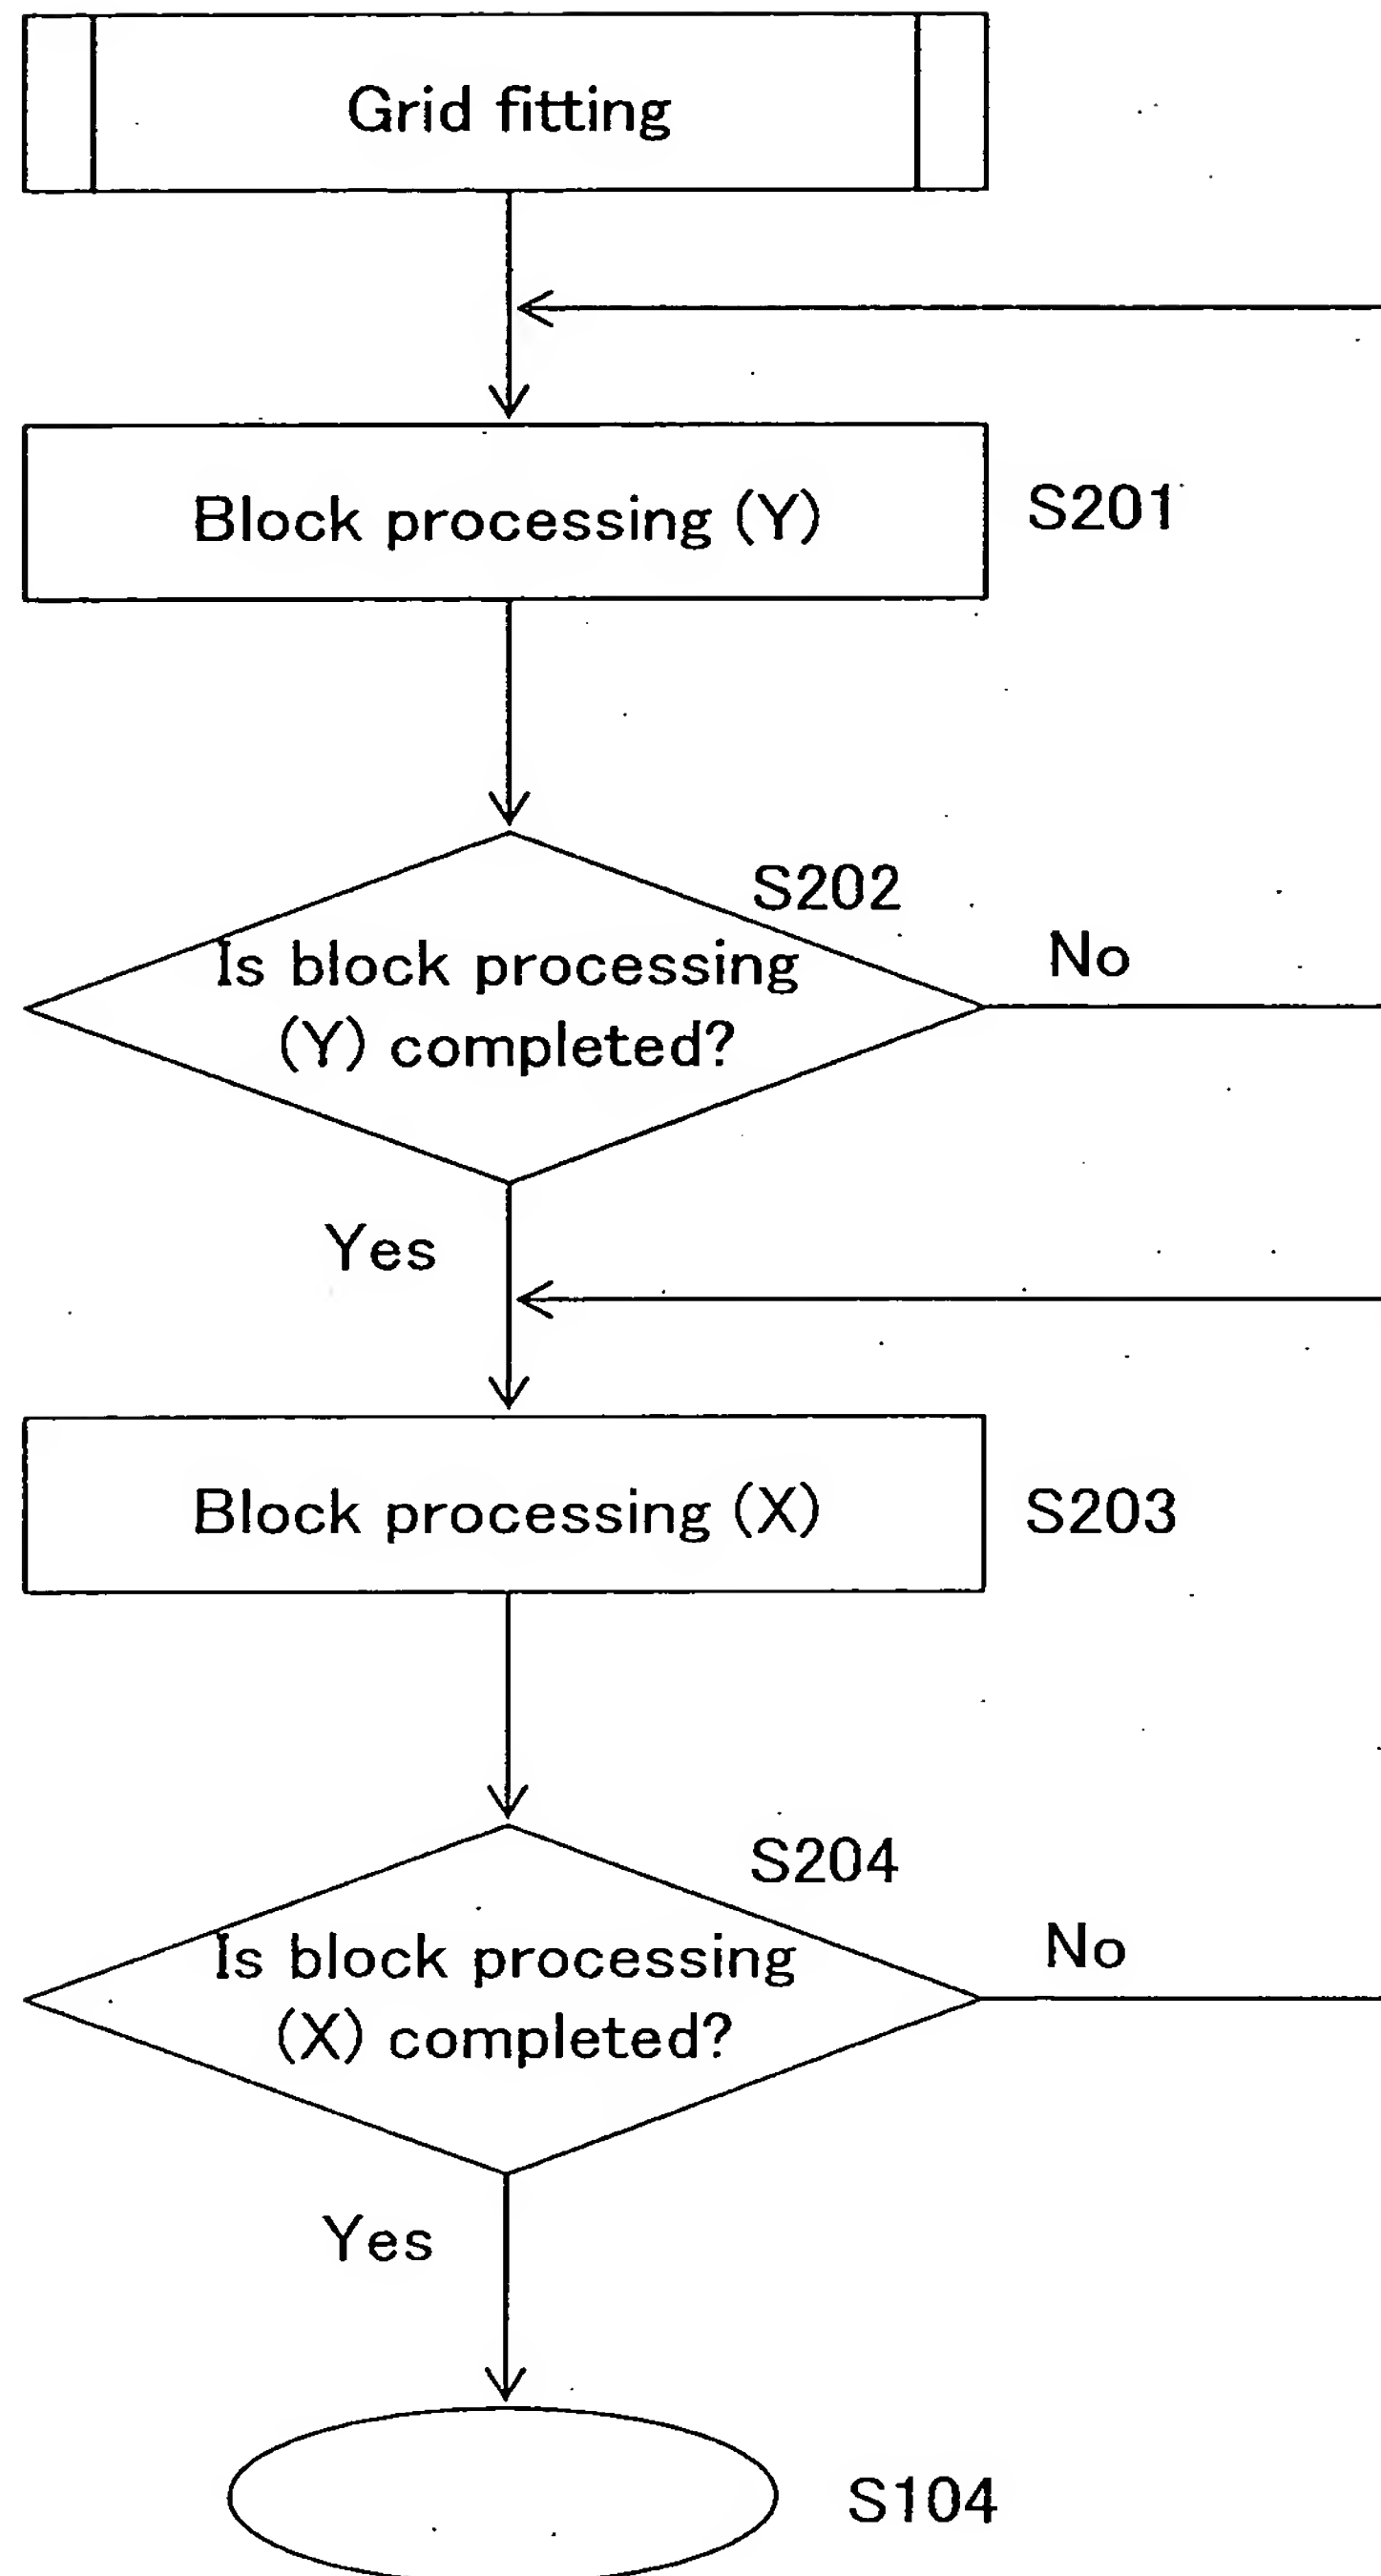 Grid fitting
Block processing (Y)
S201
S202
Is block processing
(Y) completed?
No
Yes
Block processing (X)
S203
S204
Is block processing
(X) completed?
No
Yes
S104